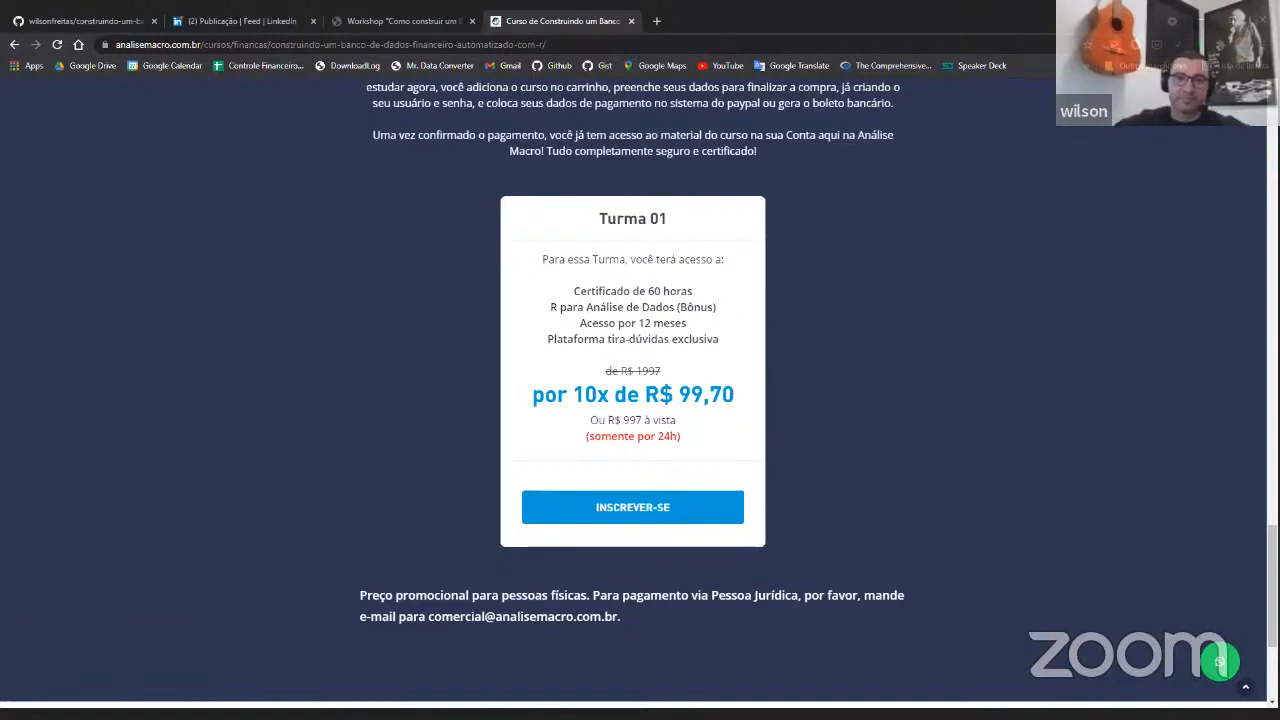 wilsonfreitas/construindo-um-ba
(2) Publicação | Feed | LinkedIn
Workshop "Como construir um B
Curso de Construindo um Banco
analisemacro.com.br/cursos/financas/construindo-um-banco-de-dados-financeiro-automatizado-com-r/
Apps
Google Drive
Google Calendar
Controle Financeiro...
DownloadLog
Mr. Data Converter
Gmail
Github
Gist
Google Maps
YouTube
Google Translate
The Comprehensive...
Speaker Deck
wilson
estudar agora, você adiciona o curso no carrinho, preenche seus dados para finalizar a compra, já criando o
seu usuário e senha, e coloca seus dados de pagamento no sistema do paypal ou gera o boleto bancário.
Uma vez confirmado o pagamento, você já tem acesso ao material do curso na sua Conta aqui na Análise
Macro! Tudo completamente seguro e certificado!
Turma 01
Para essa Turma, você terá acesso a:
Certificado de 60 horas
R para Análise de Dados (Bônus)
Acesso por 12 meses
Plataforma tira-dúvidas exclusiva
de R$ 1997
por 10x de R$ 99,70
Ou R$ 997 à vista
(somente por 24h)
INSCREVER-SE
Preço promocional para pessoas físicas. Para pagamento via Pessoa Jurídica, por favor, mande
e-mail para comercial@analisemacro.com.br.
zoom